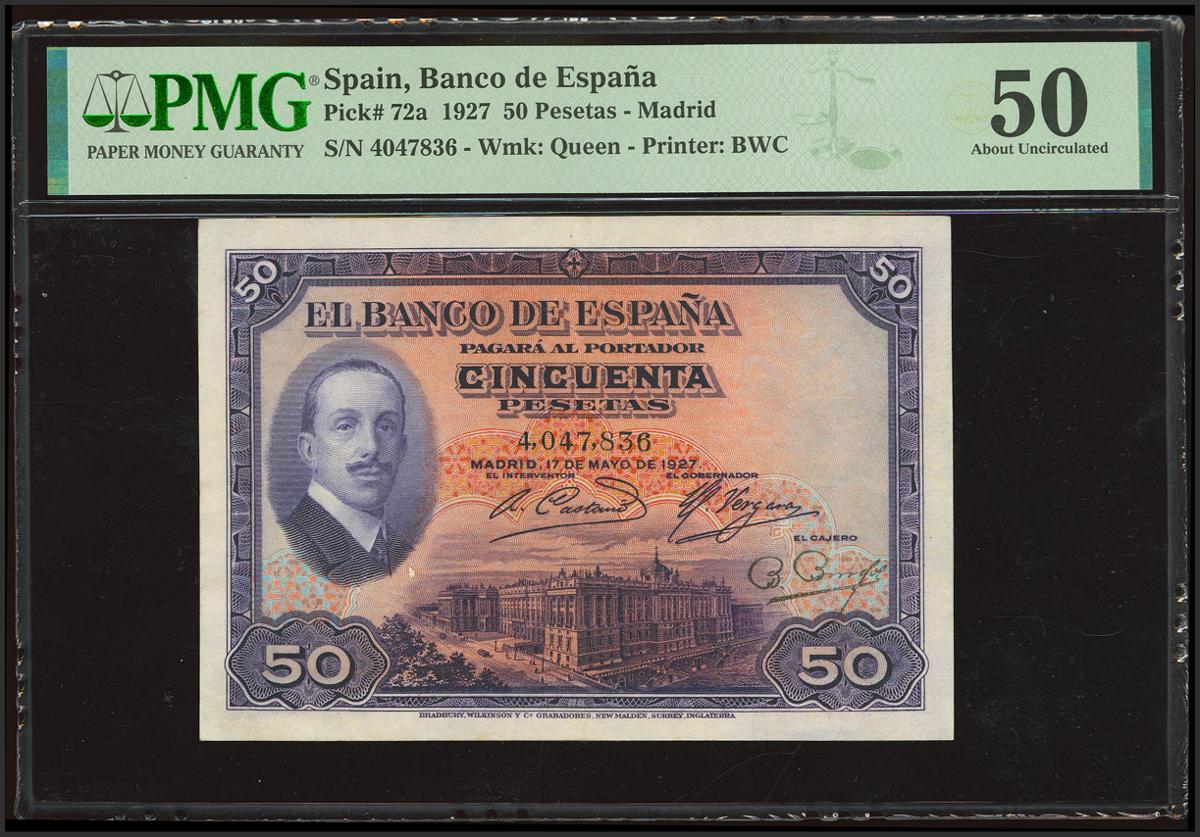 PMG®
PAPER MONEY GUARANTY
Spain, Banco de España
Pick# 72a 1927 50 Pesetas - Madrid
S/N 4047836 - Wmk: Queen - Printer: BWC
50
About Uncirculated
50
50
EL BANCO DE ESPAÑA
PAGARÁ AL PORTADOR
CINCUENTA
PESETAS
4,047,836
MADRID, 17 DE MAYO DE 1927.
EL INTERVENTOR EL GOBERNADOR
A. Castaño Vergara
EL CAJERO
50
50
BRADBURY, WILKINSON Y Cª GRABADORES, NEW MALDEN, SURREY, INGLATERRA